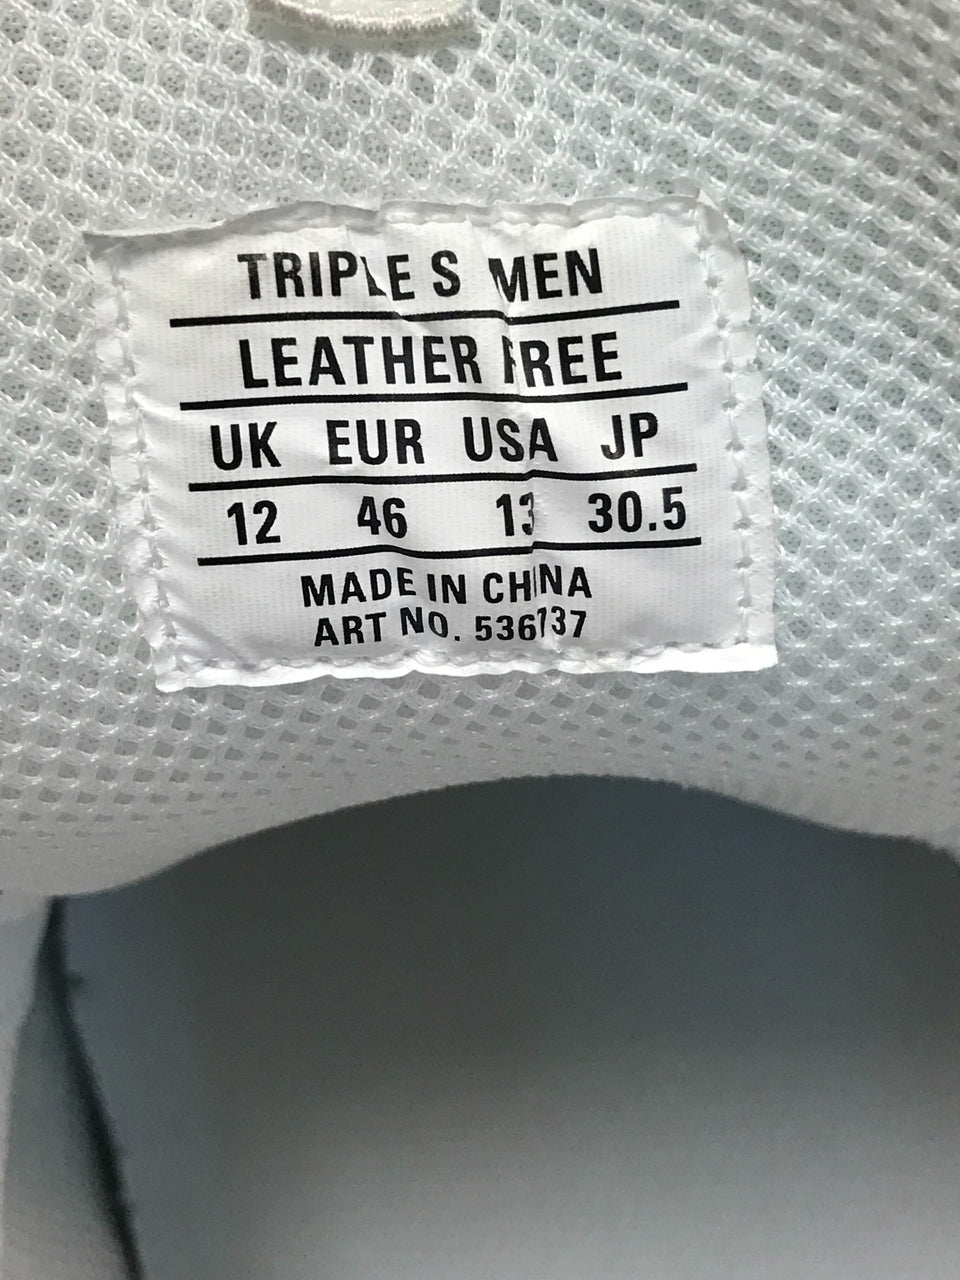 TRIPLE S MEN
LEATHER FREE
UK EUR USA JP
12 46 13 30.5
MADE IN CHINA
ART NO. 536737